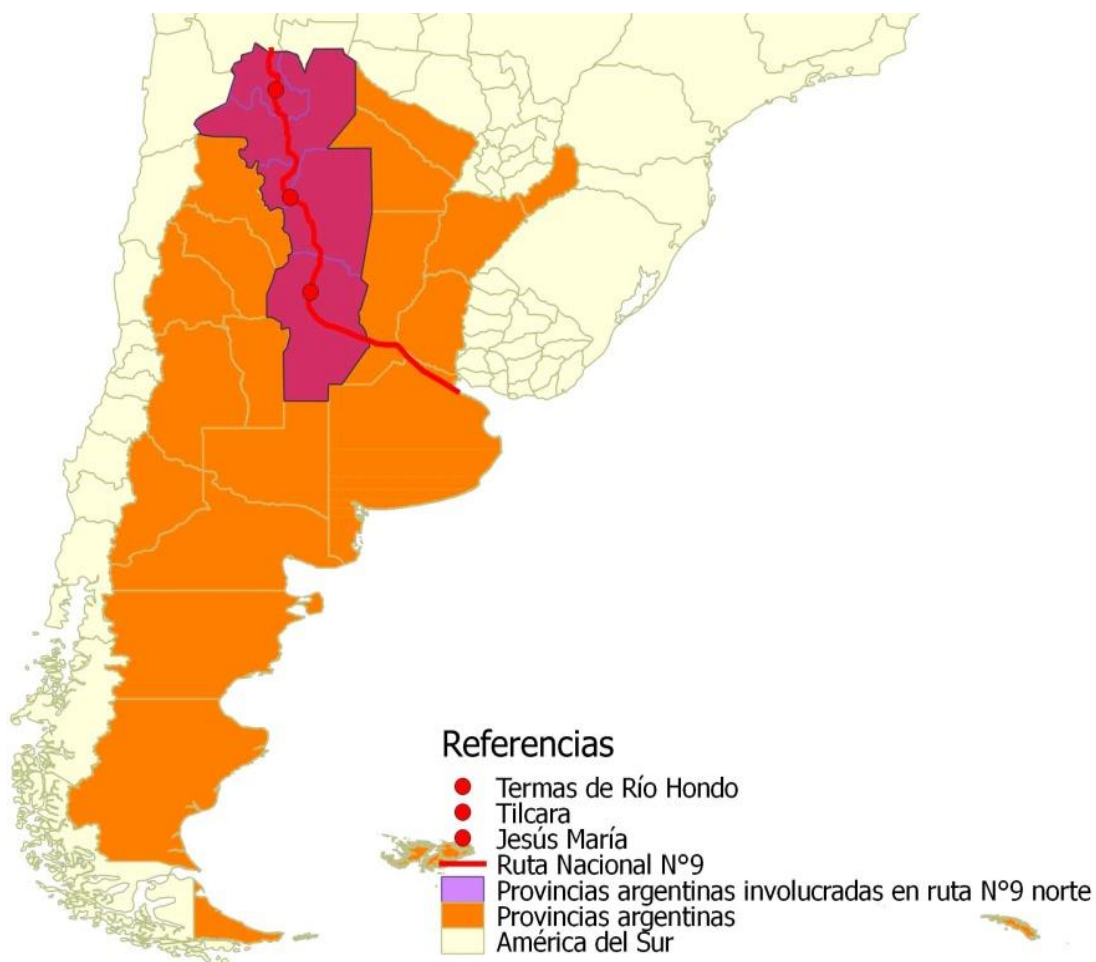 Referencias
Termas de Río Hondo
Tilcara
Jesús María
Ruta Nacional N°9
Provincias argentinas involucradas en ruta N°9 norte
Provincias argentinas
América del Sur